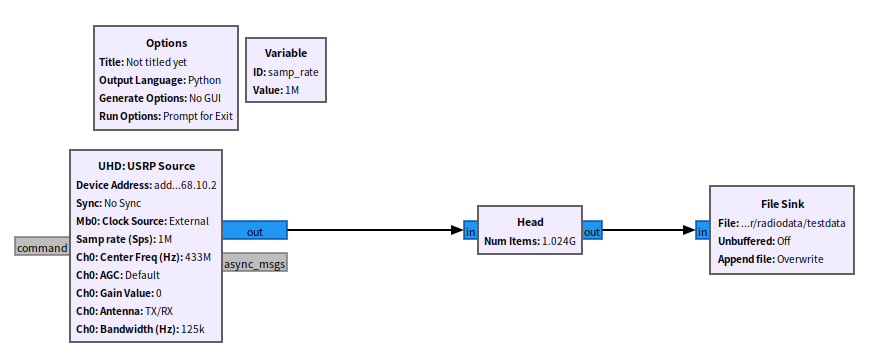 Options
Title: Not titled yet
Output Language: Python
Generate Options: No GUI
Run Options: Prompt for Exit
Variable
ID: samp_rate
Value: 1M
UHD: USRP Source
Device Address: add...68.10.2
Sync: No Sync
Mb0: Clock Source: External
Samp rate (Sps): 1M
Ch0: Center Freq (Hz): 433M
Ch0: AGC: Default
Ch0: Gain Value: 0
Ch0: Antenna: TX/RX
Ch0: Bandwidth (Hz): 125k
command
out
async_msgs
in
Head
Num Items: 1.024G
out
in
File Sink
File: ...r/radiodata/testdata
Unbuffered: Off
Append file: Overwrite